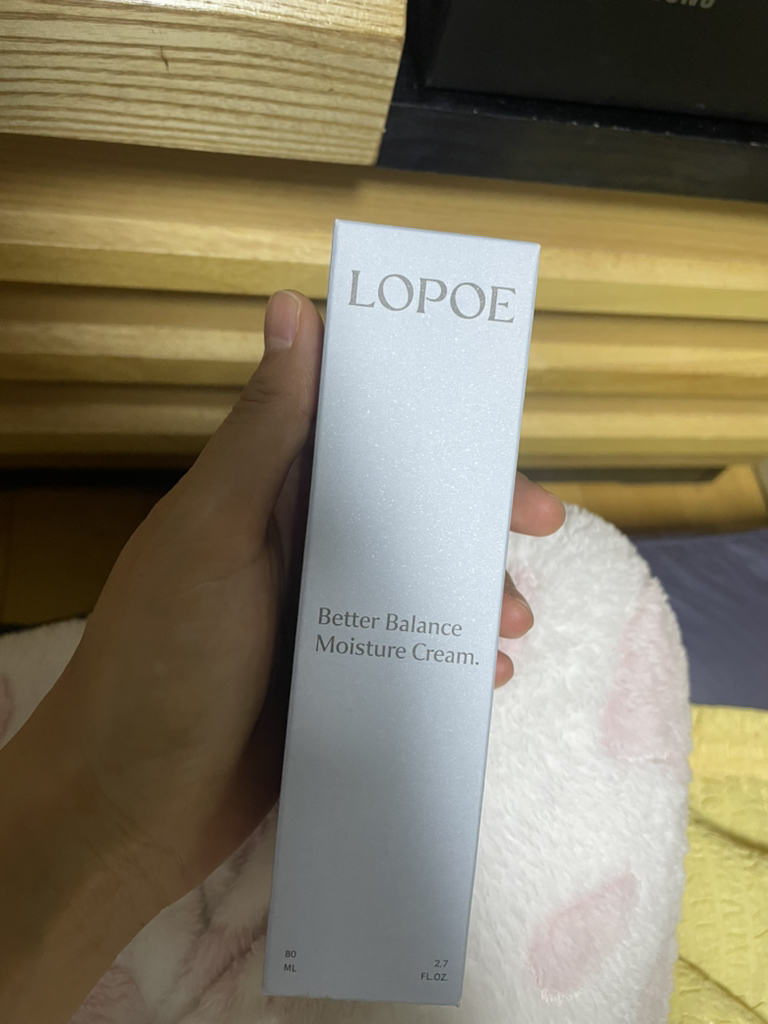 LOPOE
Better Balance
Moisture Cream.
80
ML
2.7
FL.OZ.